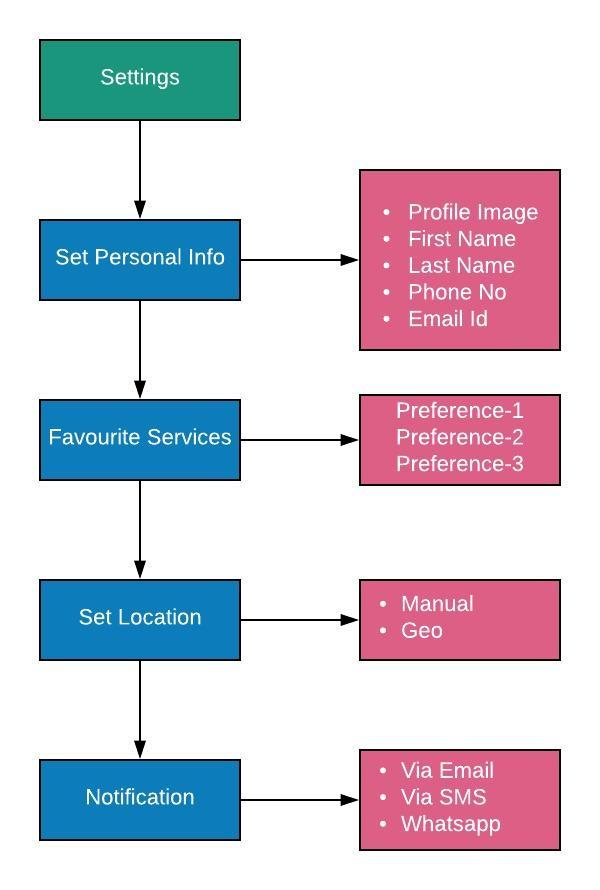 Settings
Set Personal Info
• Profile Image
• First Name
• Last Name
• Phone No
• Email Id
Favourite Services
Preference-1
Preference-2
Preference-3
Set Location
• Manual
• Geo
Notification
• Via Email
• Via SMS
• Whatsapp